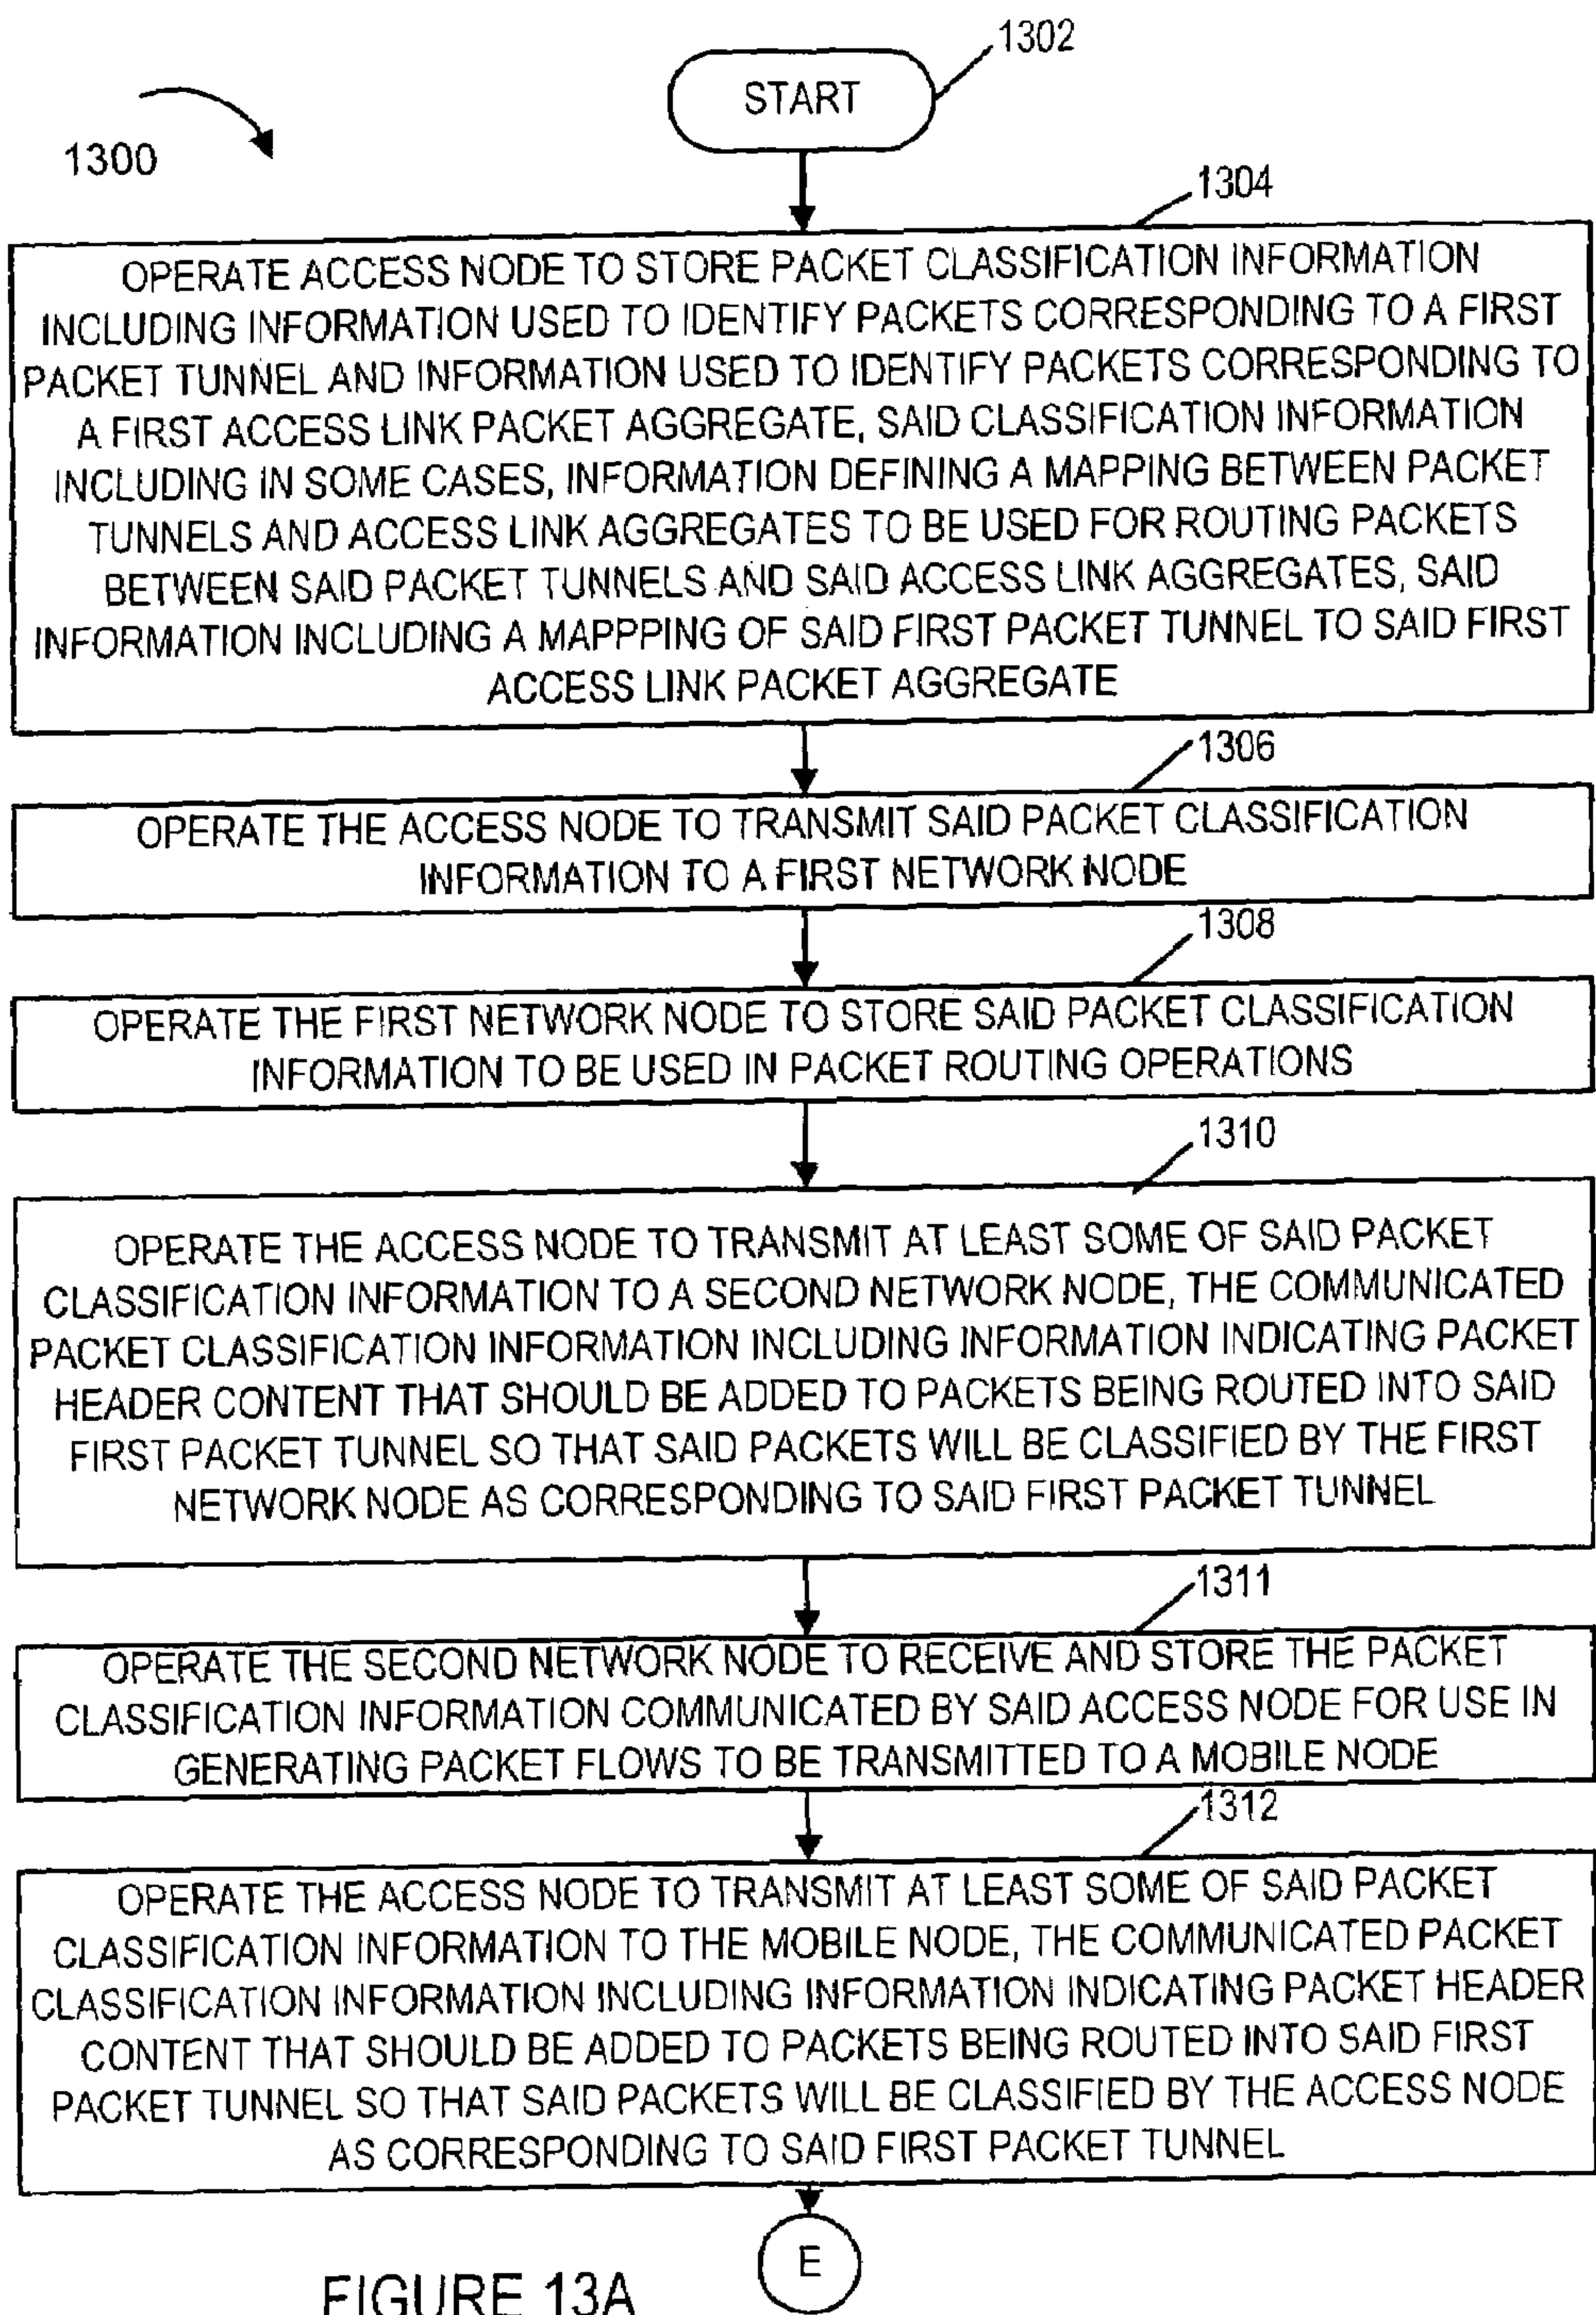 1302
START
1300
1304
OPERATE ACCESS NODE TO STORE PACKET CLASSIFICATION INFORMATION
INCLUDING INFORMATION USED TO IDENTIFY PACKETS CORRESPONDING TO A FIRST
PACKET TUNNEL AND INFORMATION USED TO IDENTIFY PACKETS CORRESPONDING TO
A FIRST ACCESS LINK PACKET AGGREGATE, SAID CLASSIFICATION INFORMATION
INCLUDING IN SOME CASES, INFORMATION DEFINING A MAPPING BETWEEN PACKET
TUNNELS AND ACCESS LINK AGGREGATES TO BE USED FOR ROUTING PACKETS
BETWEEN SAID PACKET TUNNELS AND SAID ACCESS LINK AGGREGATES, SAID
INFORMATION INCLUDING A MAPPPING OF SAID FIRST PACKET TUNNEL TO SAID FIRST
ACCESS LINK PACKET AGGREGATE
1306
OPERATE THE ACCESS NODE TO TRANSMIT SAID PACKET CLASSIFICATION
INFORMATION TO A FIRST NETWORK NODE
1308
OPERATE THE FIRST NETWORK NODE TO STORE SAID PACKET CLASSIFICATION
INFORMATION TO BE USED IN PACKET ROUTING OPERATIONS
1310
OPERATE THE ACCESS NODE TO TRANSMIT AT LEAST SOME OF SAID PACKET
CLASSIFICATION INFORMATION TO A SECOND NETWORK NODE, THE COMMUNICATED
PACKET CLASSIFICATION INFORMATION INCLUDING INFORMATION INDICATING PACKET
HEADER CONTENT THAT SHOULD BE ADDED TO PACKETS BEING ROUTED INTO SAID
FIRST PACKET TUNNEL SO THAT SAID PACKETS WILL BE CLASSIFIED BY THE FIRST
NETWORK NODE AS CORRESPONDING TO SAID FIRST PACKET TUNNEL
1311
OPERATE THE SECOND NETWORK NODE TO RECEIVE AND STORE THE PACKET
CLASSIFICATION INFORMATION COMMUNICATED BY SAID ACCESS NODE FOR USE IN
GENERATING PACKET FLOWS TO BE TRANSMITTED TO A MOBILE NODE
1312
OPERATE THE ACCESS NODE TO TRANSMIT AT LEAST SOME OF SAID PACKET
CLASSIFICATION INFORMATION TO THE MOBILE NODE, THE COMMUNICATED PACKET
CLASSIFICATION INFORMATION INCLUDING INFORMATION INDICATING PACKET HEADER
CONTENT THAT SHOULD BE ADDED TO PACKETS BEING ROUTED INTO SAID FIRST
PACKET TUNNEL SO THAT SAID PACKETS WILL BE CLASSIFIED BY THE ACCESS NODE
AS CORRESPONDING TO SAID FIRST PACKET TUNNEL
E
FIGURE 13A